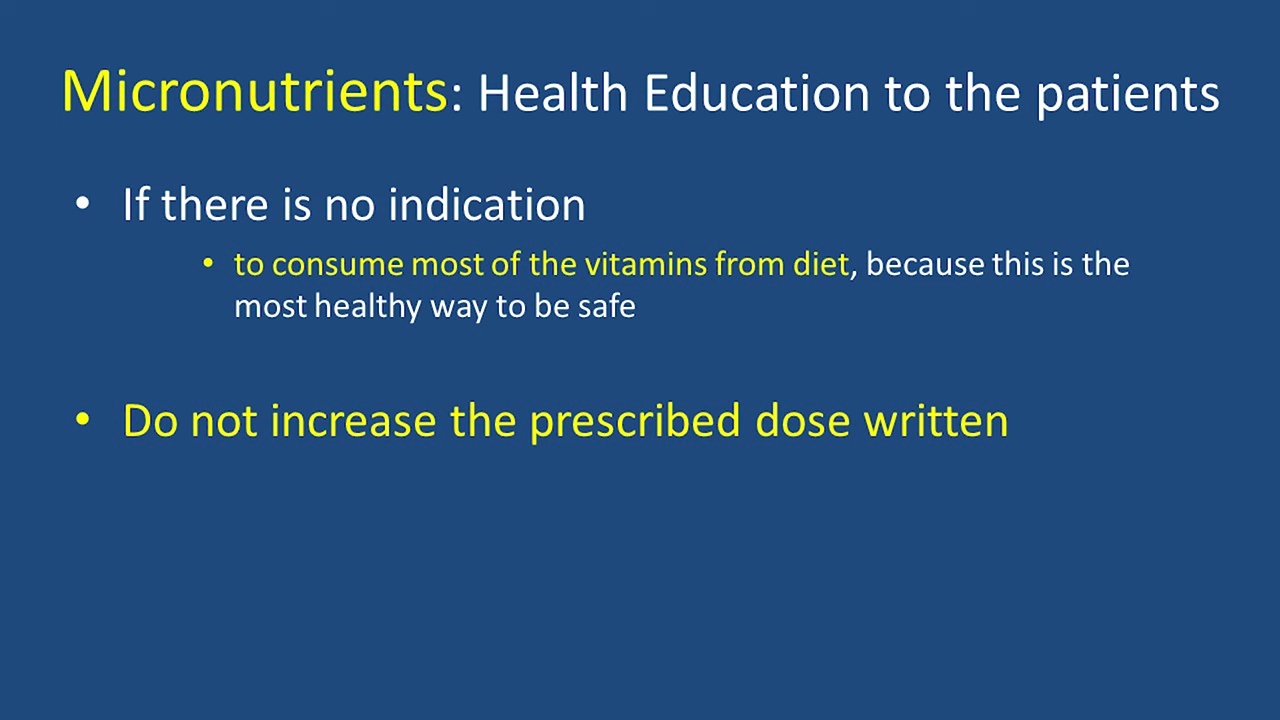 Micronutrients: Health Education to the patients
• If there is no indication
• to consume most of the vitamins from diet, because this is the
most healthy way to be safe
• Do not increase the prescribed dose written